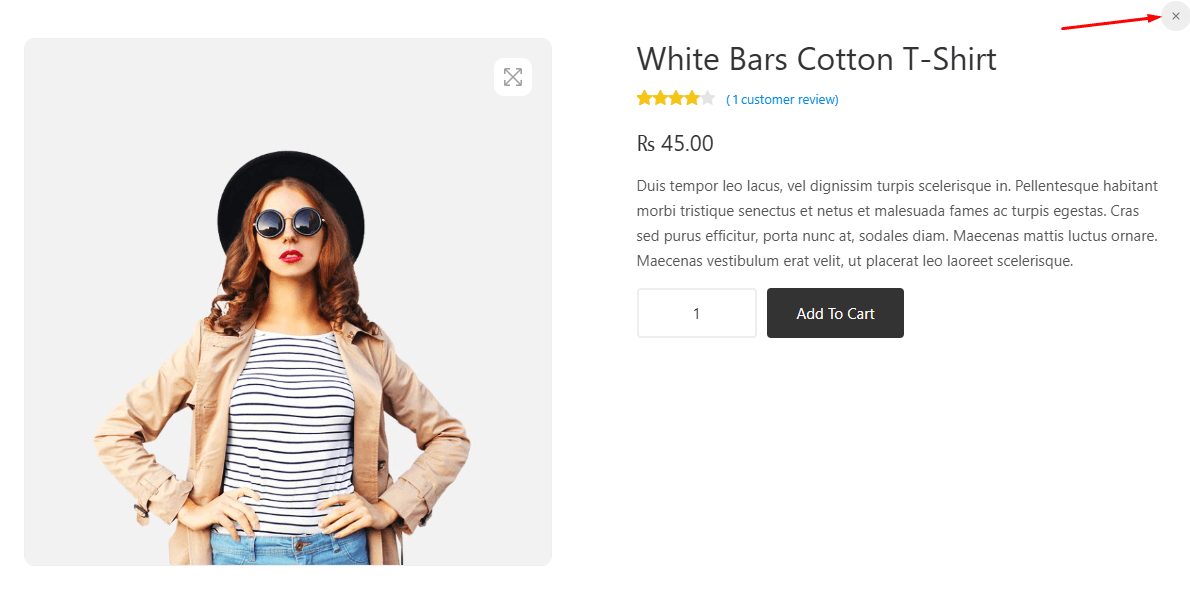 ×
White Bars Cotton T-Shirt
( 1 customer review)
₨ 45.00
Duis tempor leo lacus, vel dignissim turpis scelerisque in. Pellentesque habitant
morbi tristique senectus et netus et malesuada fames ac turpis egestas. Cras
sed purus efficitur, porta nunc at, sodales diam. Maecenas mattis luctus ornare.
Maecenas vestibulum erat velit, ut placerat leo laoreet scelerisque.
1
Add To Cart